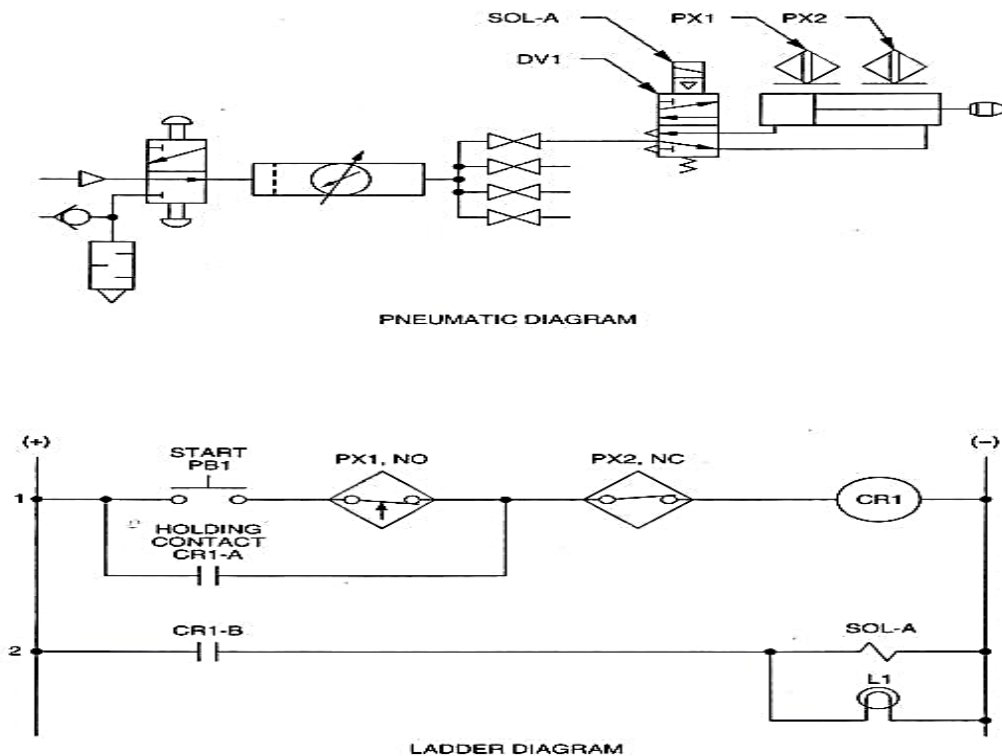 SOL-A PX1 PX2
DV1
PNEUMATIC DIAGRAM
(+) (-)
START
PB1
PX1, NO PX2, NC
1
CR1
HOLDING
CONTACT
CR1-A
CR1-B
SOL-A
2
L1
LADDER DIAGRAM